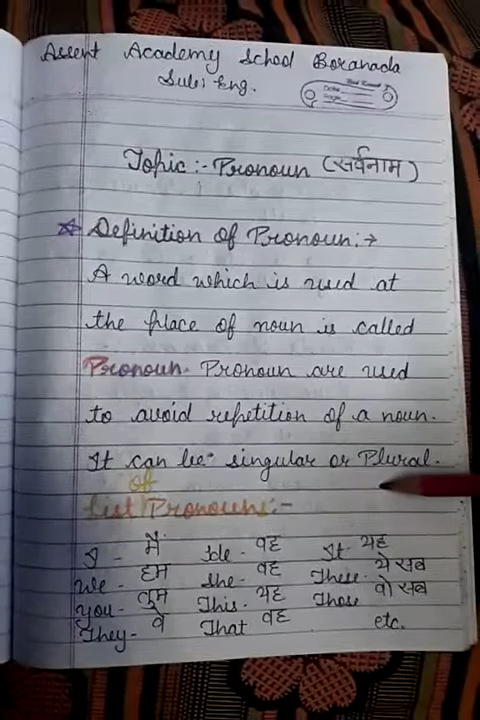 Assent Academy School Boranada
Sub: Eng.
Date
Page
Topic :- Pronoun (सर्वनाम)
Definition of Pronoun :→
A word which is used at
the place of noun is called
Pronoun. Pronoun are used
to avoid repetition of a noun.
It can be singular or Plural.
list of Pronouns:-
I - मैं He - वह It - यह
We - हम She - वह These - ये सब
You - तुम This - यह Those वो सब
They - वे That वह etc.